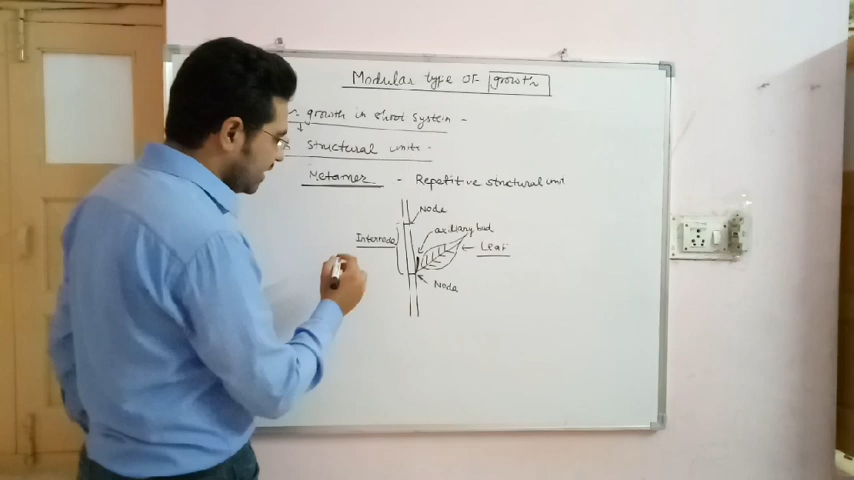 Modular type of growth
growth in shoot system -
structural units -
Metamer - Repetitive structural unit
Node
axillary bud
Internode
Leaf
Node